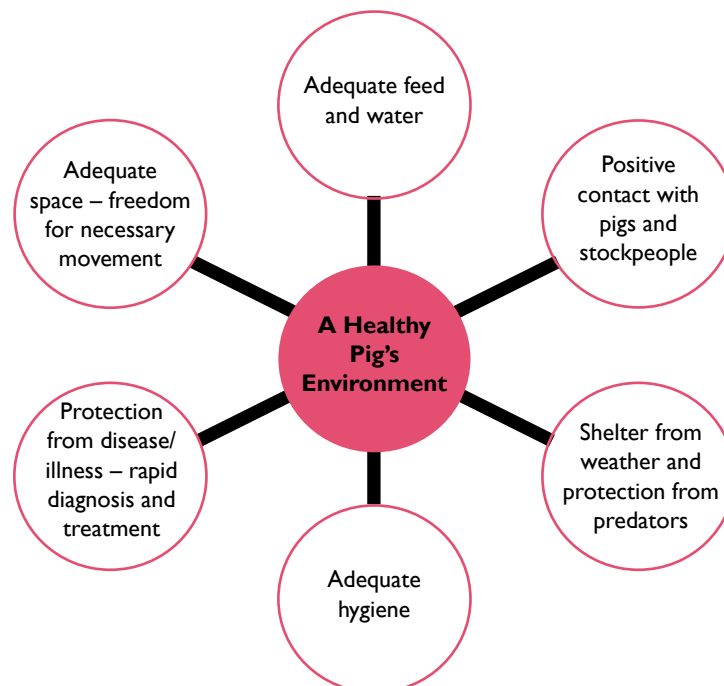 Adequate feed
and water
Adequate
space – freedom
for necessary
movement
Positive
contact with
pigs and
stockpeople
A Healthy
Pig's
Environment
Protection
from disease/
illness – rapid
diagnosis and
treatment
Shelter from
weather and
protection from
predators
Adequate
hygiene